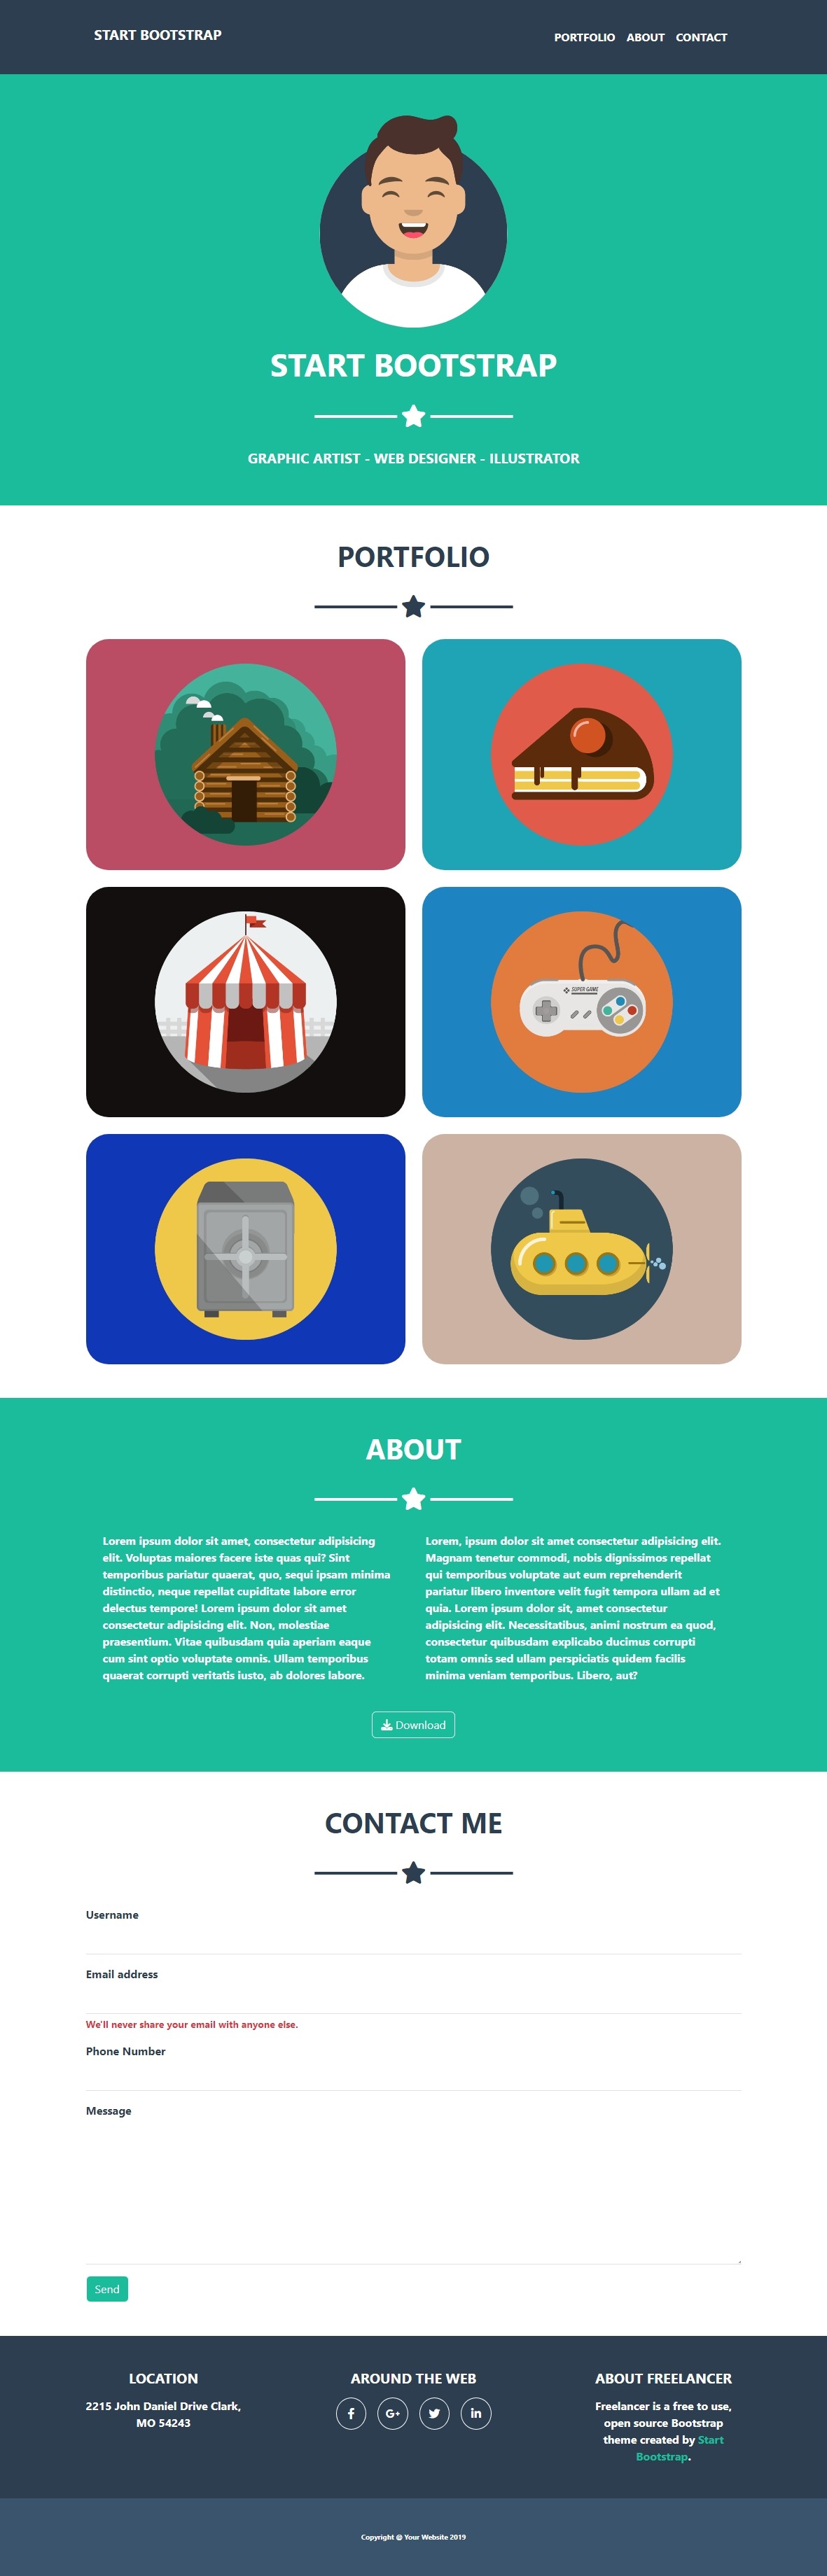 START BOOTSTRAP
PORTFOLIO ABOUT CONTACT
START BOOTSTRAP
GRAPHIC ARTIST - WEB DESIGNER - ILLUSTRATOR
PORTFOLIO
SUPER GAME
ABOUT
Lorem ipsum dolor sit amet, consectetur adipisicing
elit. Voluptas maiores facere iste quas qui? Sint
temporibus pariatur quaerat, quo, sequi ipsam minima
distinctio, neque repellat cupiditate labore error
delectus tempore! Lorem ipsum dolor sit amet
consectetur adipisicing elit. Non, molestiae
praesentium. Vitae quibusdam quia aperiam eaque
cum sint optio voluptate omnis. Ullam temporibus
quaerat corrupti veritatis iusto, ab dolores labore.
Lorem, ipsum dolor sit amet consectetur adipisicing elit.
Magnam tenetur commodi, nobis dignissimos repellat
qui temporibus voluptate aut eum reprehenderit
pariatur libero inventore velit fugit tempora ullam ad et
quia. Lorem ipsum dolor sit, amet consectetur
adipisicing elit. Necessitatibus, animi nostrum ea quod,
consectetur quibusdam explicabo ducimus corrupti
totam omnis sed ullam perspiciatis quidem facilis
minima veniam temporibus. Libero, aut?
Download
CONTACT ME
Username
Email address
We'll never share your email with anyone else.
Phone Number
Message
Send
LOCATION
2215 John Daniel Drive Clark,
MO 54243
AROUND THE WEB
f G+ in
ABOUT FREELANCER
Freelancer is a free to use,
open source Bootstrap
theme created by Start
Bootstrap.
Copyright @ Your Website 2019